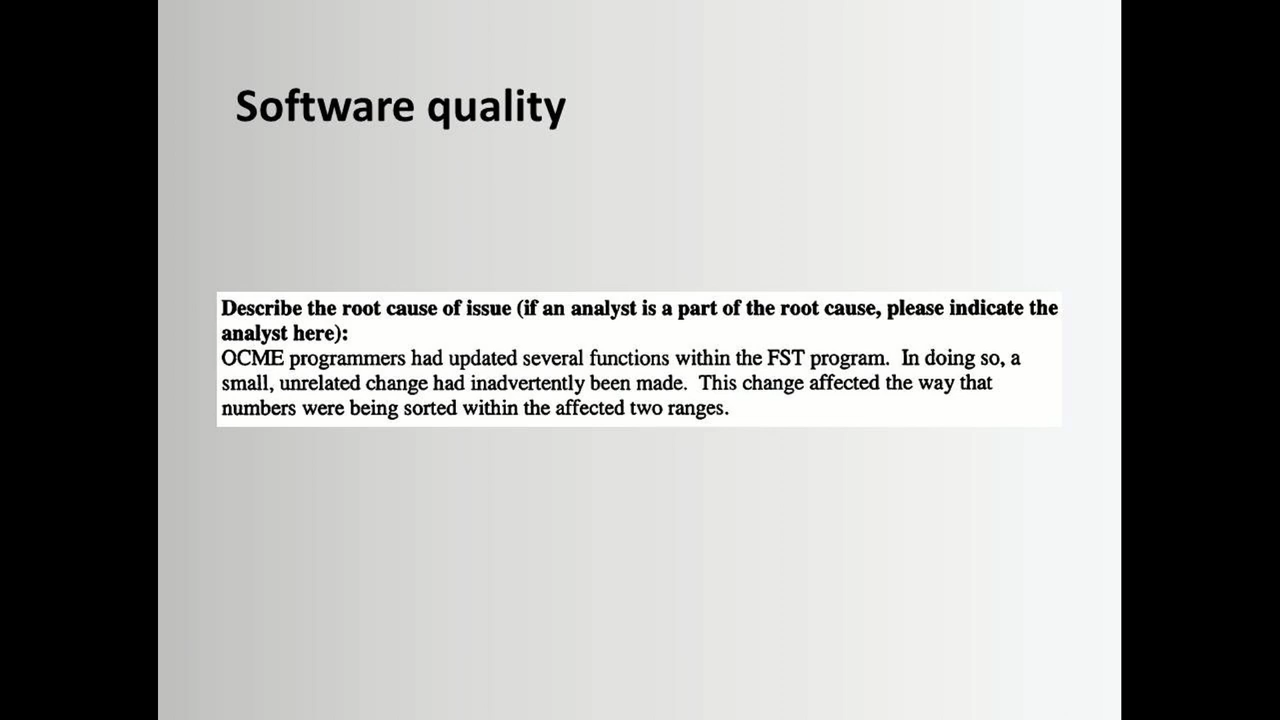 Software quality
Describe the root cause of issue (if an analyst is a part of the root cause, please indicate the
analyst here):
OCME programmers had updated several functions within the FST program. In doing so, a
small, unrelated change had inadvertently been made. This change affected the way that
numbers were being sorted within the affected two ranges.